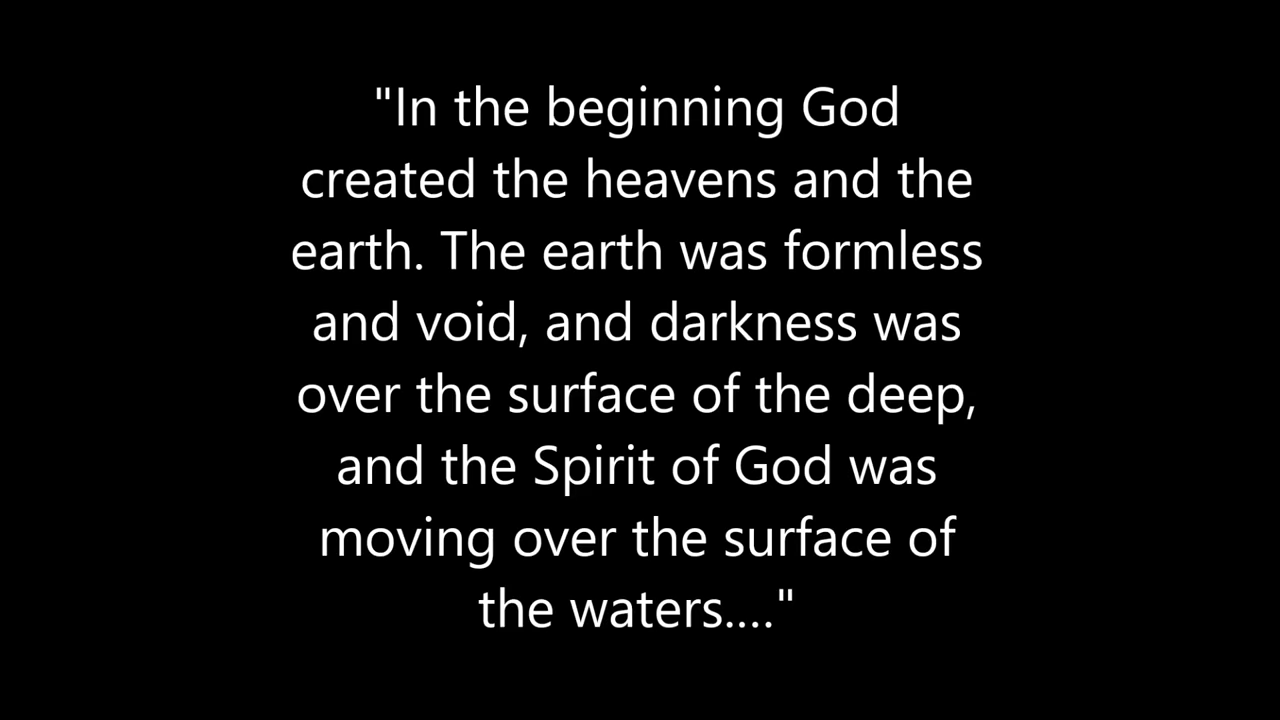 "In the beginning God
created the heavens and the
earth. The earth was formless
and void, and darkness was
over the surface of the deep,
and the Spirit of God was
moving over the surface of
the waters...."